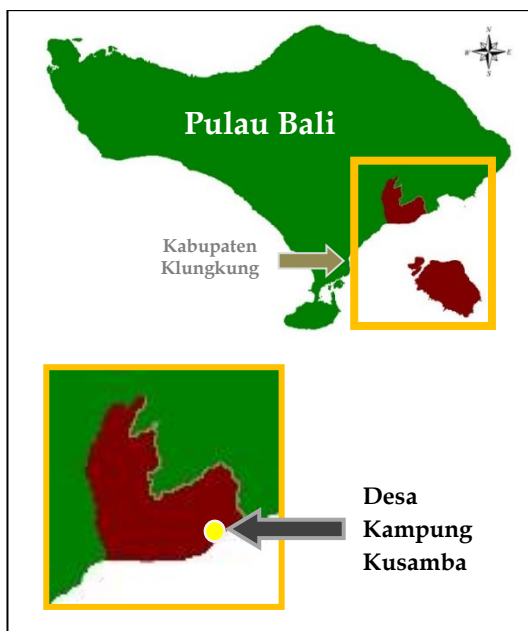 N
W E
S
Pulau Bali
Kabupaten
Klungkung
Desa
Kampung
Kusamba